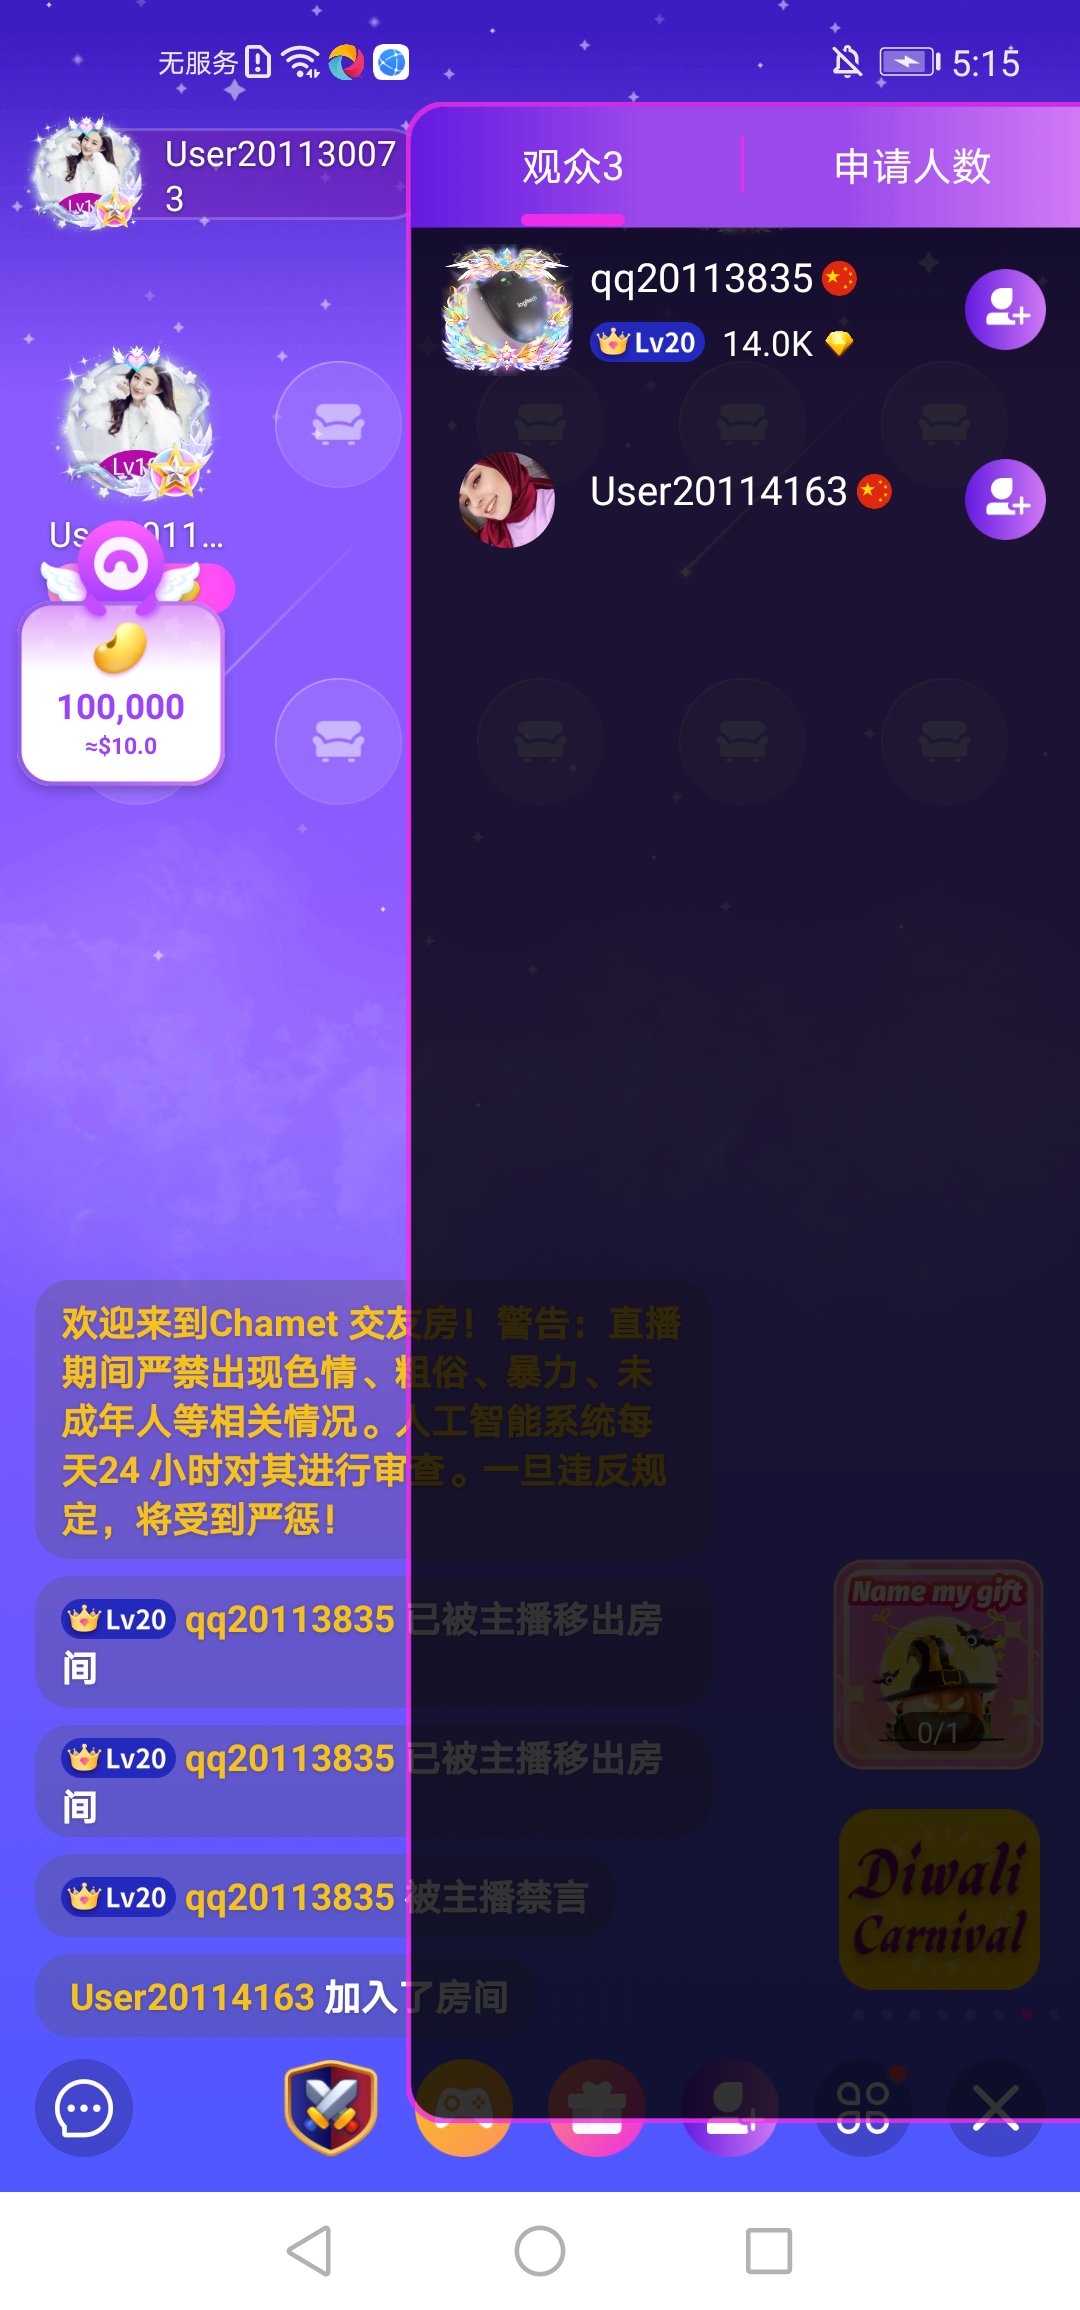 无服务
5:15
User20113007
3
Lv1
观众3
申请人数
qq20113835
Lv20 14.0K
User20114163
Lv1
Us 011...
100,000
≈$10.0
欢迎来到Chamet 交友房！警告：直播
期间严禁出现色情、粗俗、暴力、未
成年人等相关情况。人工智能系统每
天24 小时对其进行审查。一旦违反规
定，将受到严惩！
Lv20 qq20113835 已被主播移出房
间
Lv20 qq20113835 已被主播移出房
间
Lv20 qq20113835 被主播禁言
User20114163 加入了房间
Name my gift
0/1
Diwali
Carnival